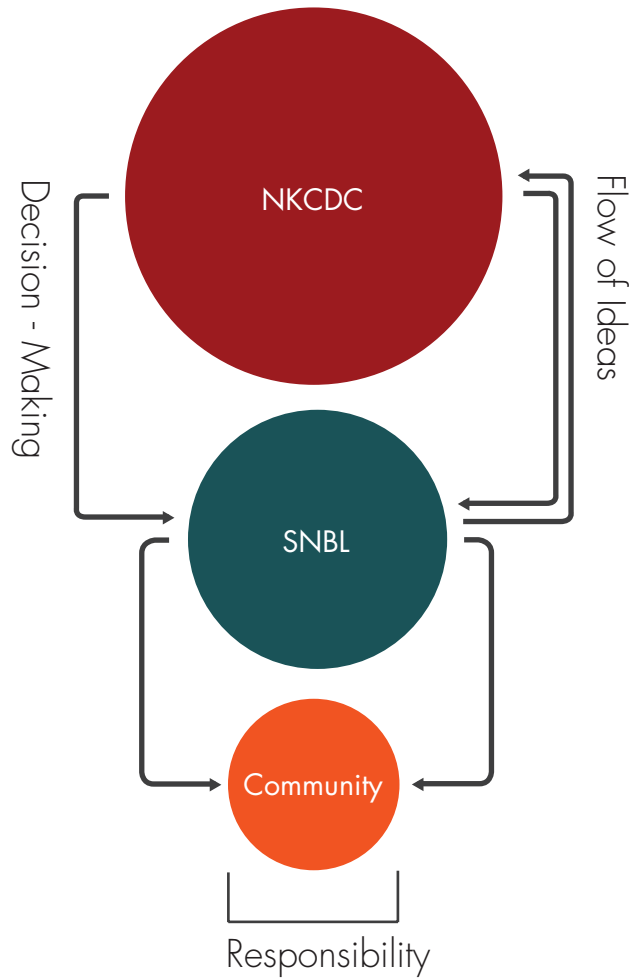 NKCDC
Decision - Making
Flow of Ideas
SNBL
Community
Responsibility